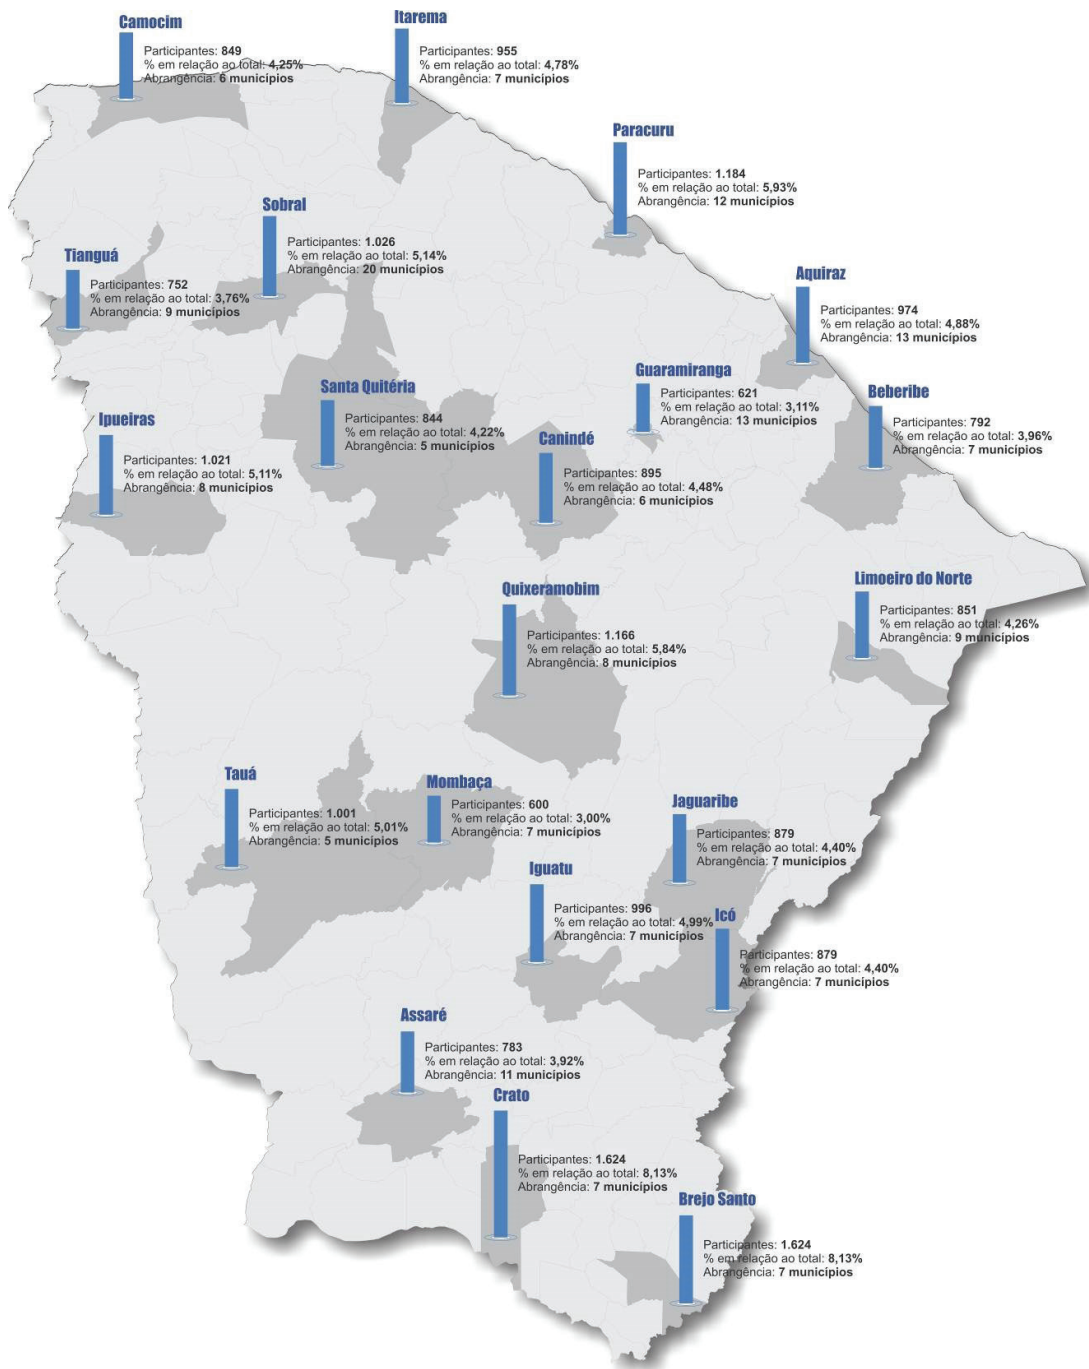 Camocim
Participantes: 849
% em relação ao total: 4,25%
Abrangência: 6 municípios
Itarema
Participantes: 955
% em relação ao total: 4,78%
Abrangência: 7 municípios
Paracuru
Participantes: 1.184
% em relação ao total: 5,93%
Abrangência: 12 municípios
Sobral
Participantes: 1.026
% em relação ao total: 5,14%
Abrangência: 20 municípios
Tianguá
Participantes: 752
% em relação ao total: 3,76%
Abrangência: 9 municípios
Aquiraz
Participantes: 974
% em relação ao total: 4,88%
Abrangência: 13 municípios
Guaramiranga
Participantes: 621
% em relação ao total: 3,11%
Abrangência: 13 municípios
Santa Quitéria
Participantes: 844
% em relação ao total: 4,22%
Abrangência: 5 municípios
Beberibe
Participantes: 792
% em relação ao total: 3,96%
Abrangência: 7 municípios
Ipueiras
Participantes: 1.021
% em relação ao total: 5,11%
Abrangência: 8 municípios
Canindé
Participantes: 895
% em relação ao total: 4,48%
Abrangência: 6 municípios
Limoeiro do Norte
Participantes: 851
% em relação ao total: 4,26%
Abrangência: 9 municípios
Quixeramobim
Participantes: 1.166
% em relação ao total: 5,84%
Abrangência: 8 municípios
Tauá
Participantes: 1.001
% em relação ao total: 5,01%
Abrangência: 5 municípios
Mombaça
Participantes: 600
% em relação ao total: 3,00%
Abrangência: 7 municípios
Jaguaribe
Participantes: 879
% em relação ao total: 4,40%
Abrangência: 7 municípios
Iguatu
Participantes: 996
% em relação ao total: 4,99%
Abrangência: 7 municípios
Icó
Participantes: 879
% em relação ao total: 4,40%
Abrangência: 7 municípios
Assaré
Participantes: 783
% em relação ao total: 3,92%
Abrangência: 11 municípios
Crato
Participantes: 1.624
% em relação ao total: 8,13%
Abrangência: 7 municípios
Brejo Santo
Participantes: 1.624
% em relação ao total: 8,13%
Abrangência: 7 municípios